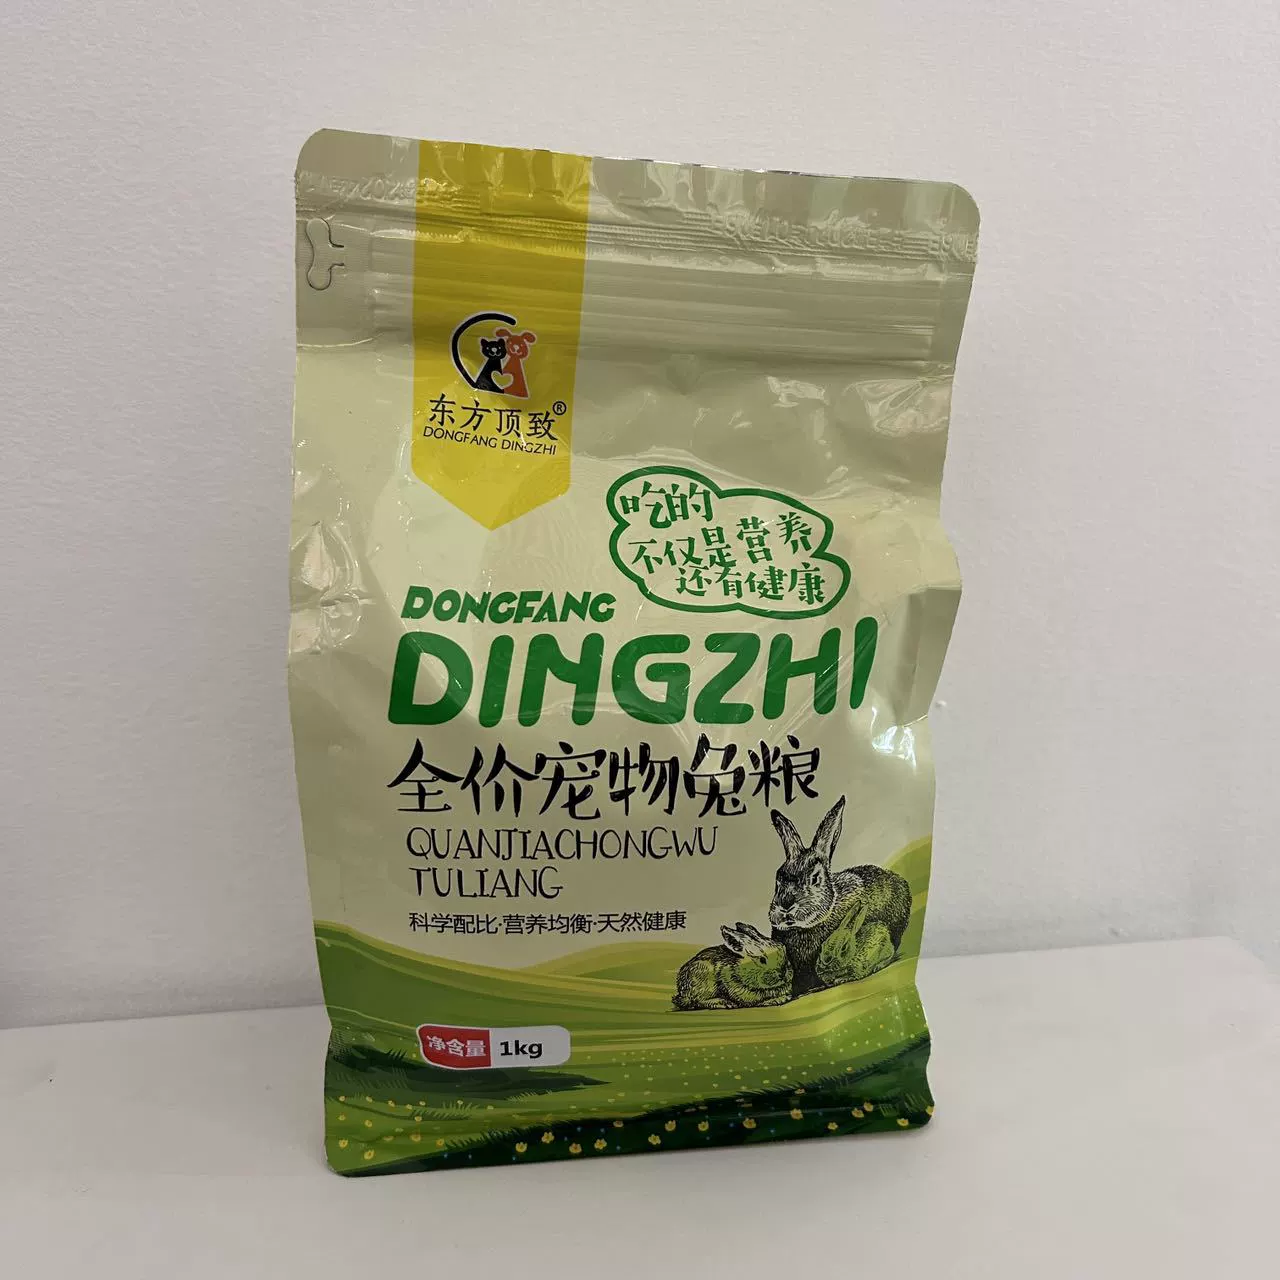 东方顶致®
DONGFANG DINGZHI
吃的
不仅是营养
还有健康
DONGFANG
DINGZHI
全价宠物兔粮
QUANJIACHONGWU
TULIANG
科学配比·营养均衡·天然健康
净含量 1kg